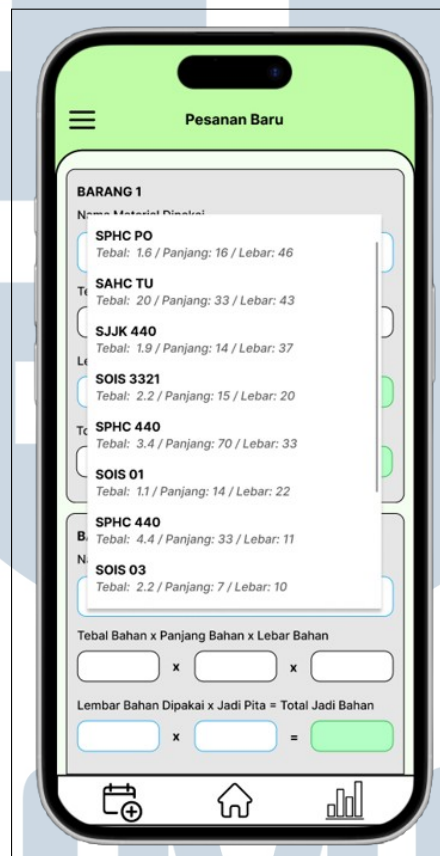 Pesanan Baru
BARANG 1
SPHC PO
Tebal: 1.6 / Panjang: 16 / Lebar: 46
SAHC TU
Tebal: 20 / Panjang: 33 / Lebar: 43
SJJK 440
Tebal: 1.9 / Panjang: 14 / Lebar: 37
SOIS 3321
Tebal: 2.2 / Panjang: 15 / Lebar: 20
SPHC 440
Tebal: 3.4 / Panjang: 70 / Lebar: 33
SOIS 01
Tebal: 1.1 / Panjang: 14 / Lebar: 22
SPHC 440
Tebal: 4.4 / Panjang: 33 / Lebar: 11
SOIS 03
Tebal: 2.2 / Panjang: 7 / Lebar: 10
Tebal Bahan x Panjang Bahan x Lebar Bahan
x x
Lembar Bahan Dipakai x Jadi Pita = Total Jadi Bahan
x =